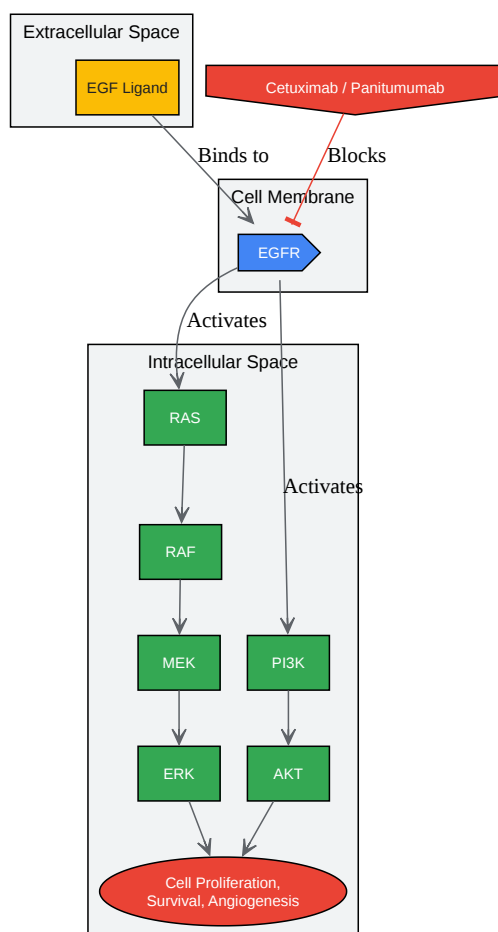 Extracellular Space
EGF Ligand
Cetuximab / Panitumumab
Binds to
Blocks
Cell Membrane
EGFR
Activates
Intracellular Space
RAS
Activates
RAF
MEK
PI3K
ERK
AKT
Cell Proliferation,
Survival, Angiogenesis